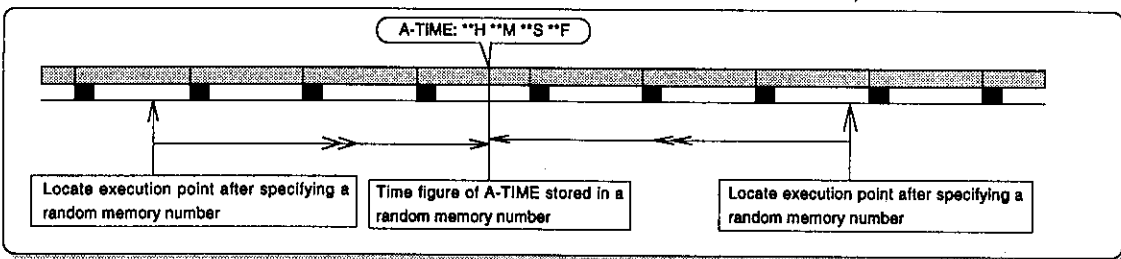 A-TIME: **H **M **S **F
Locate execution point after specifying a
random memory number
Time figure of A-TIME stored in a
random memory number
Locate execution point after specifying a
random memory number